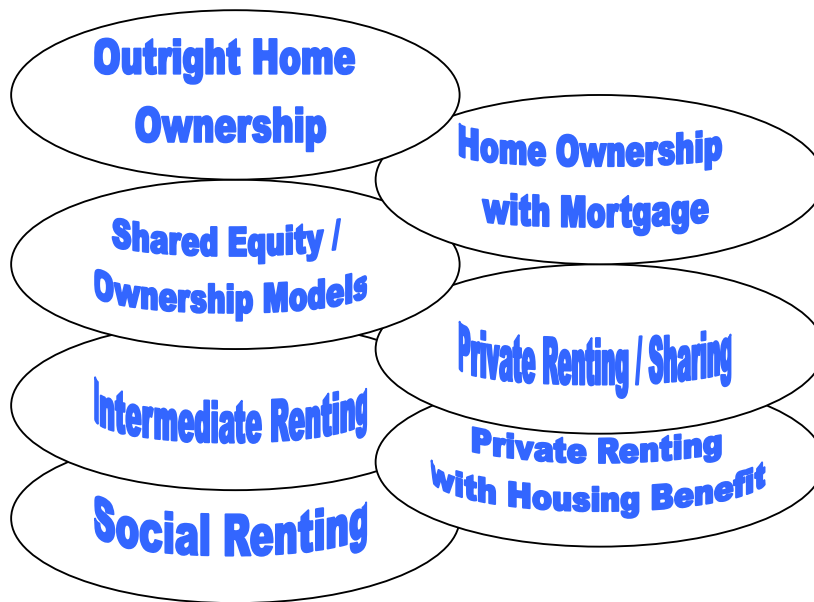 Outright Home
Ownership
Home Ownership
with Mortgage
Shared Equity /
Ownership Models
Private Renting / Sharing
Intermediate Renting
Private Renting
with Housing Benefit
Social Renting